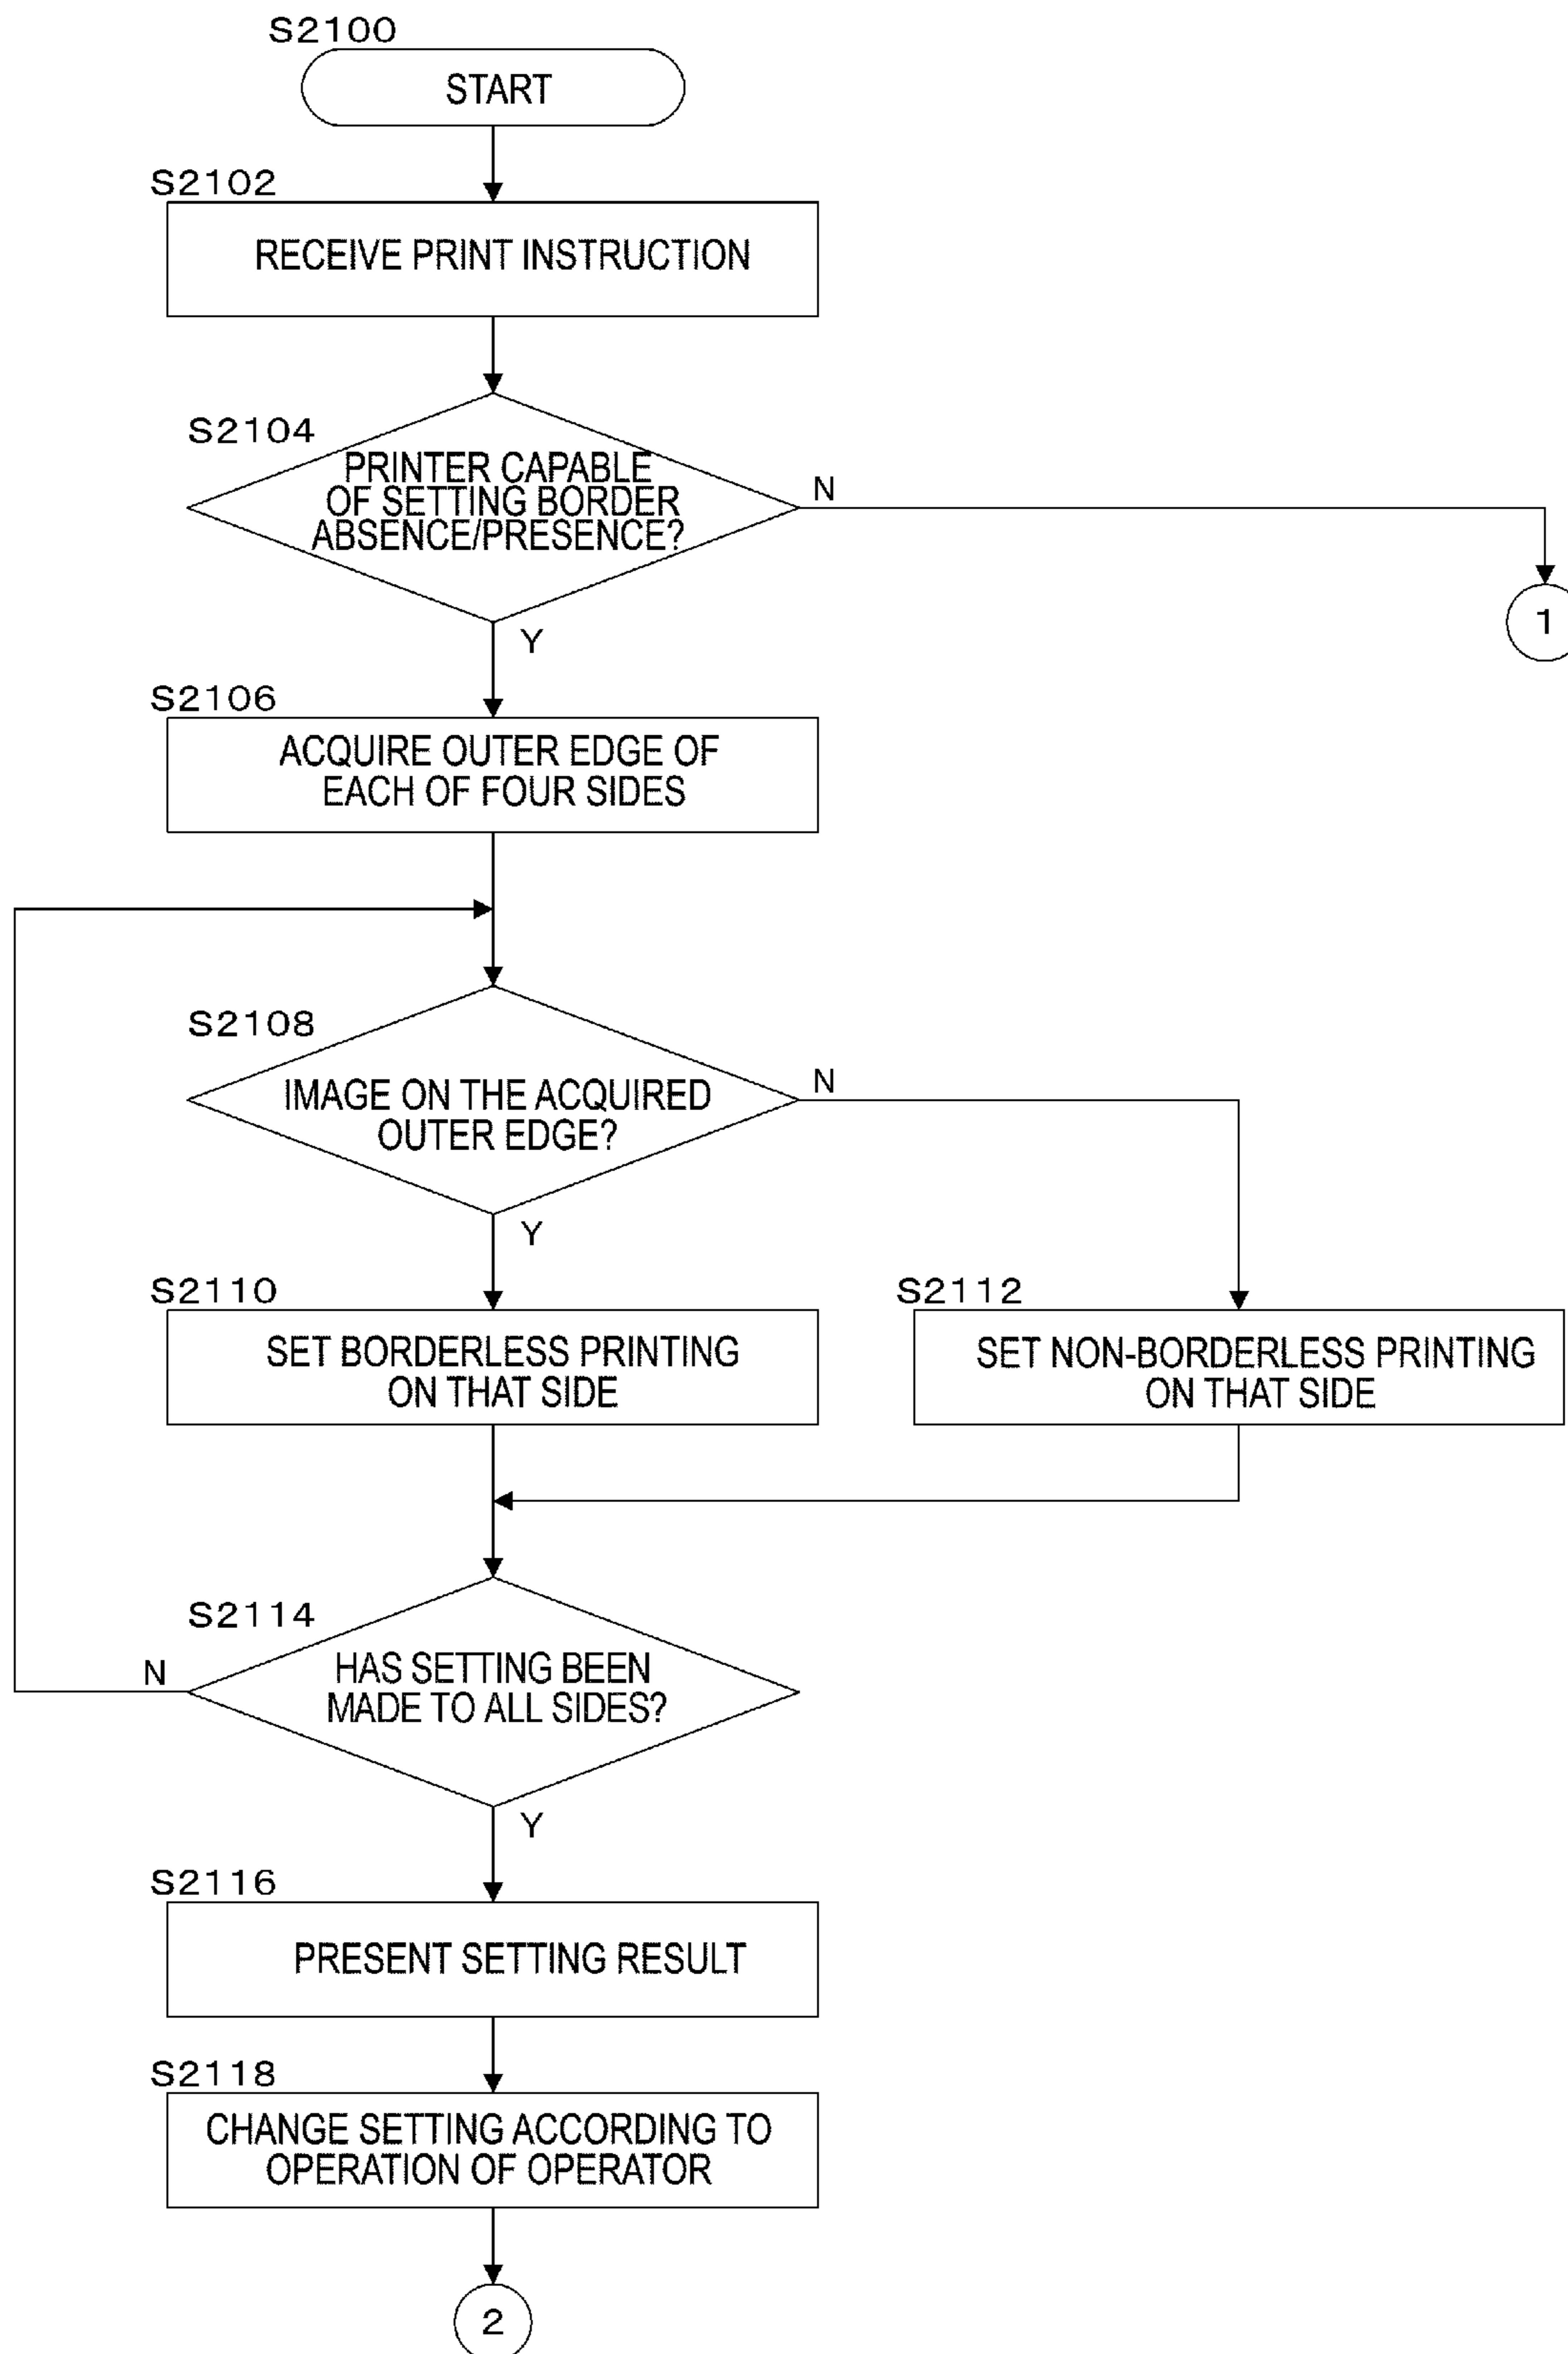 S2100
START
S2102
RECEIVE PRINT INSTRUCTION
S2104
PRINTER CAPABLE
OF SETTING BORDER
ABSENCE/PRESENCE?
N
1
Y
S2106
ACQUIRE OUTER EDGE OF
EACH OF FOUR SIDES
S2108
IMAGE ON THE ACQUIRED
OUTER EDGE?
N
Y
S2110
SET BORDERLESS PRINTING
ON THAT SIDE
S2112
SET NON-BORDERLESS PRINTING
ON THAT SIDE
S2114
HAS SETTING BEEN
MADE TO ALL SIDES?
N
Y
S2116
PRESENT SETTING RESULT
S2118
CHANGE SETTING ACCORDING TO
OPERATION OF OPERATOR
2